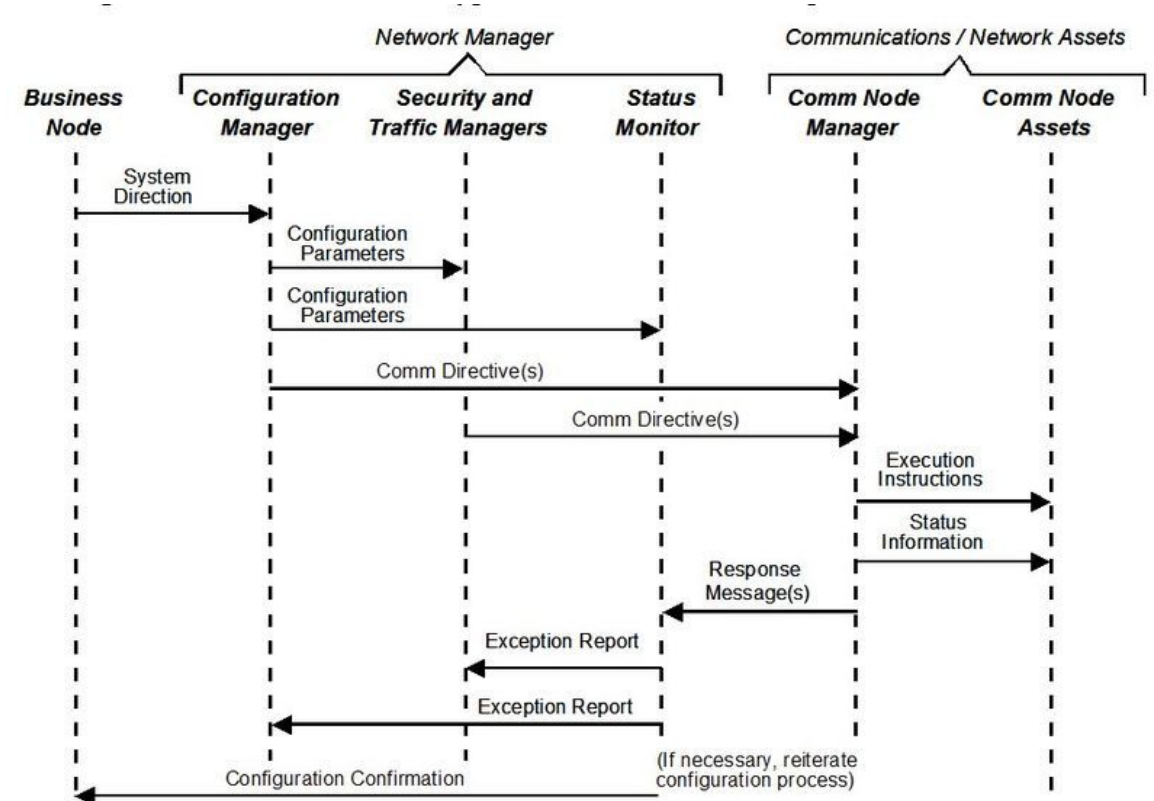 Network Manager
Communications / Network Assets
Business
Node
Configuration
Manager
Security and
Traffic Managers
Status
Monitor
Comm Node
Manager
Comm Node
Assets
System
Direction
Configuration
Parameters
Configuration
Parameters
Comm Directive(s)
Comm Directive(s)
Execution
Instructions
Status
Information
Response
Message(s)
Exception Report
Exception Report
(If necessary, reiterate
configuration process)
Configuration Confirmation